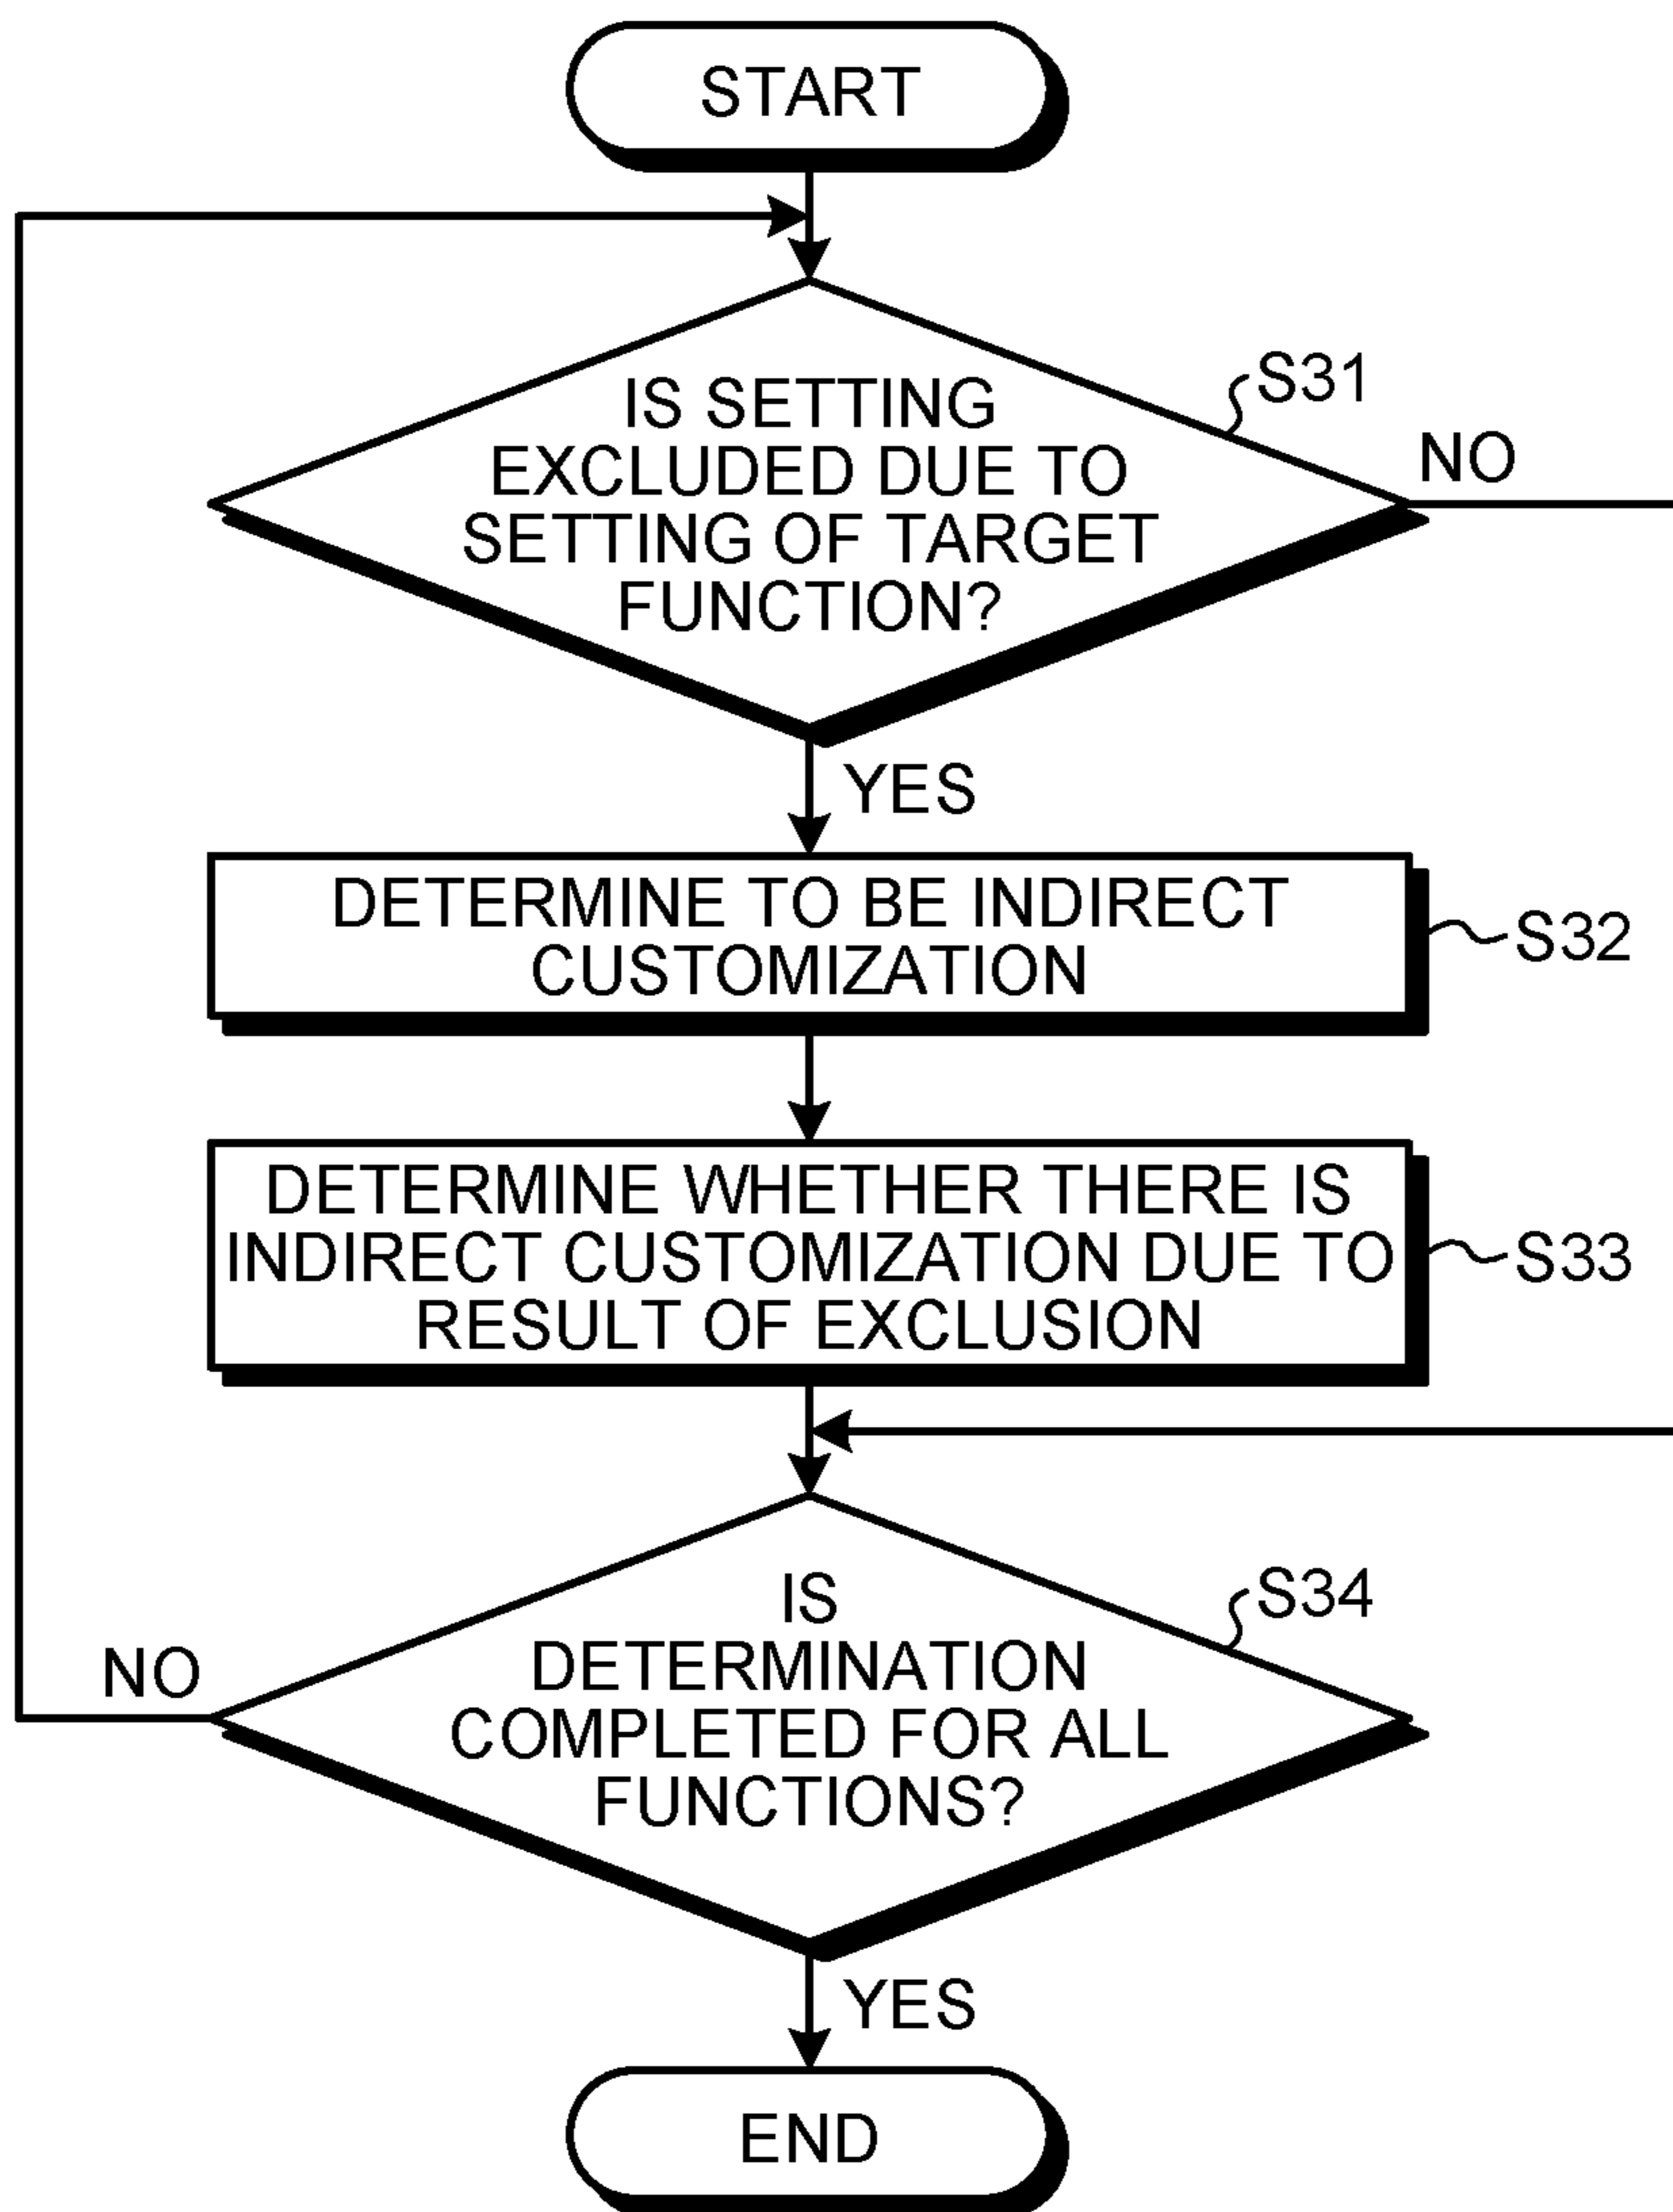 START
IS SETTING
EXCLUDED DUE TO
SETTING OF TARGET
FUNCTION?
S31
NO
YES
DETERMINE TO BE INDIRECT
CUSTOMIZATION
S32
DETERMINE WHETHER THERE IS
INDIRECT CUSTOMIZATION DUE TO
RESULT OF EXCLUSION
S33
IS
DETERMINATION
COMPLETED FOR ALL
FUNCTIONS?
S34
NO
YES
END